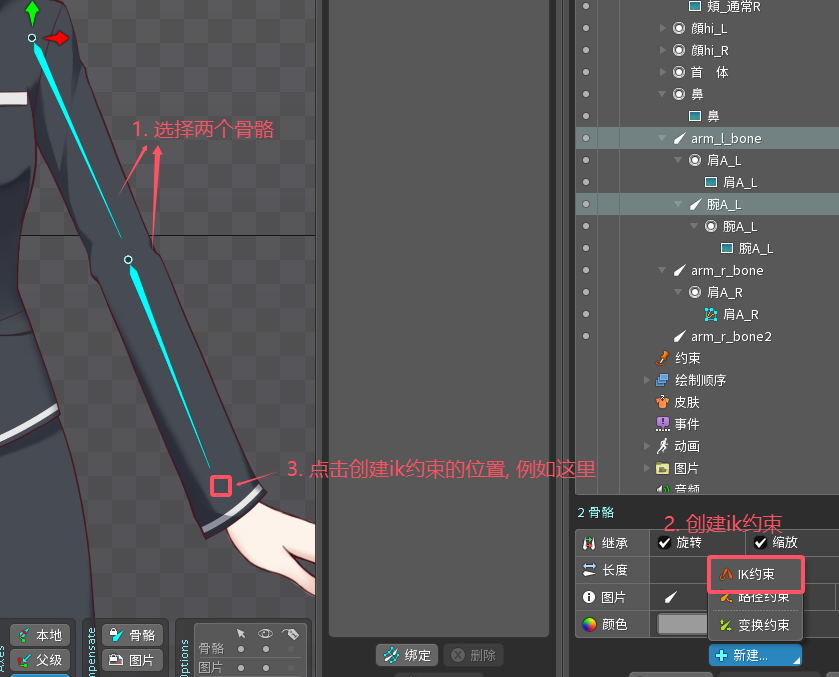 頬_通常R
顔hi_L
顔hi_R
首 体
鼻
鼻
1. 选择两个骨骼
arm_l_bone
肩A_L
肩A_L
腕A_L
腕A_L
腕A_L
arm_r_bone
肩A_R
肩A_R
arm_r_bone2
约束
绘制顺序
皮肤
事件
动画
图片
音频
3. 点击创建ik约束的位置, 例如这里
2 骨骼
2. 创建ik约束
继承
旋转
缩放
长度
IK约束
图片
路径约束
颜色
变换约束
新建...
Axes
本地
父级
mpensate
骨骼
图片
Options
骨骼
图片
绑定
删除